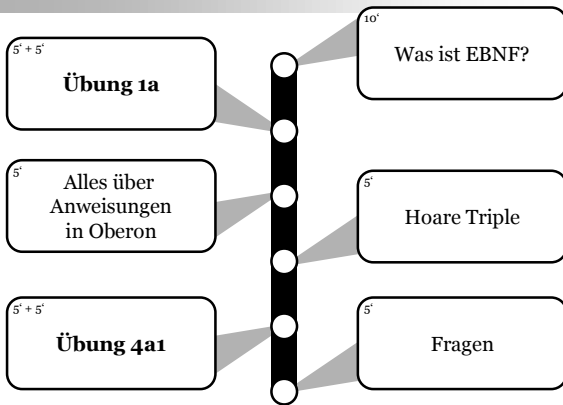 10‘
Was ist EBNF?
5‘ + 5‘
Übung 1a
5‘
Alles über
Anweisungen
in Oberon
5‘
Hoare Triple
5‘ + 5‘
Übung 4a1
5‘
Fragen